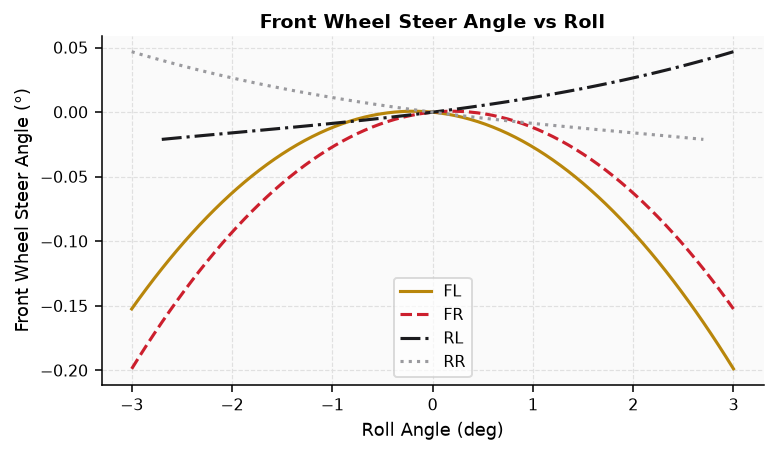 Front Wheel Steer Angle vs Roll
Front Wheel Steer Angle (°)
0.05
0.00
−0.05
−0.10
−0.15
−0.20
FL
FR
RL
RR
−3 −2 −1 0 1 2 3
Roll Angle (deg)